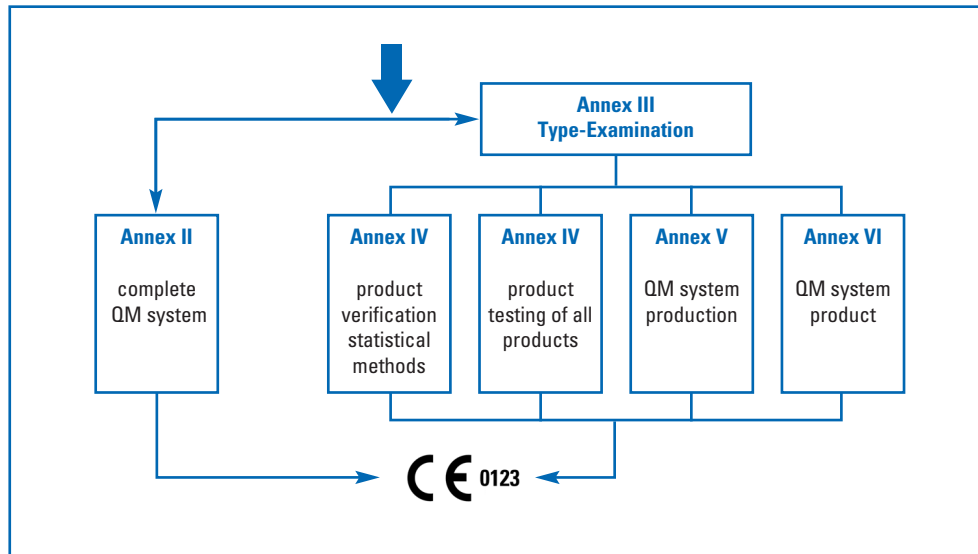 Annex III
Type-Examination
Annex II
complete
QM system
Annex IV
product
verification
statistical
methods
Annex IV
product
testing of all
products
Annex V
QM system
production
Annex VI
QM system
product
CE 0123